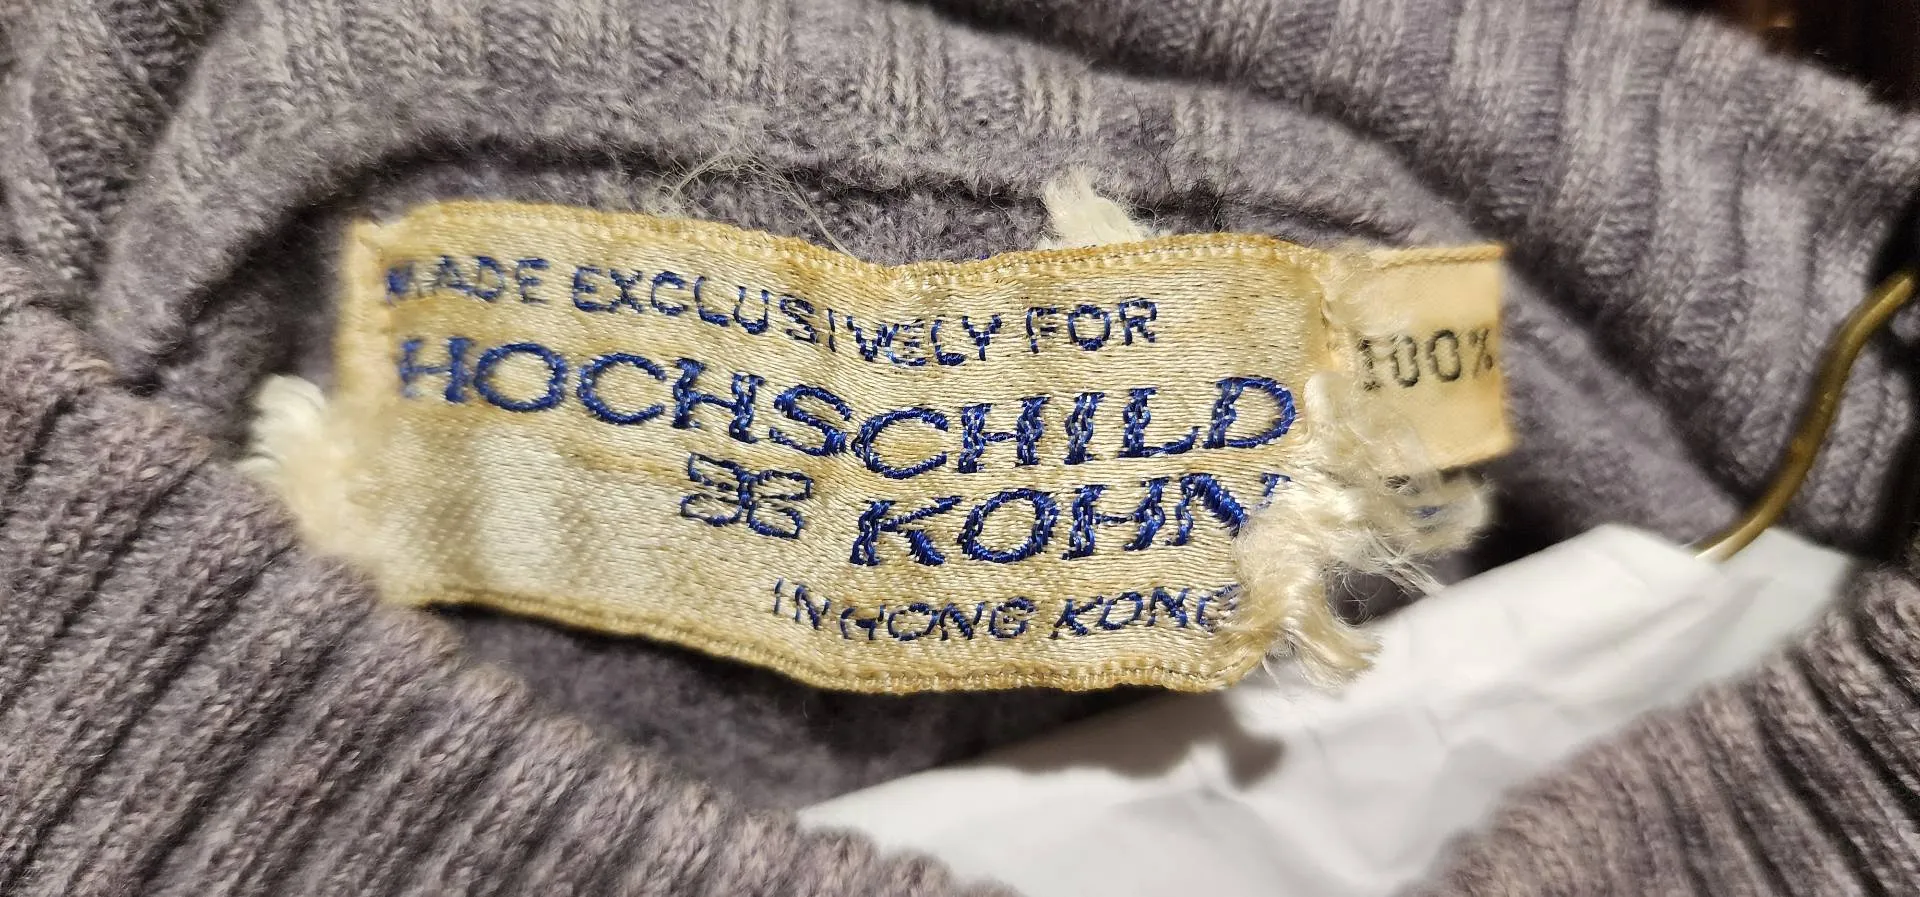 MADE EXCLUSIVELY FOR
HOCHSCHILD
KOHN
IN HONG KONG
100%